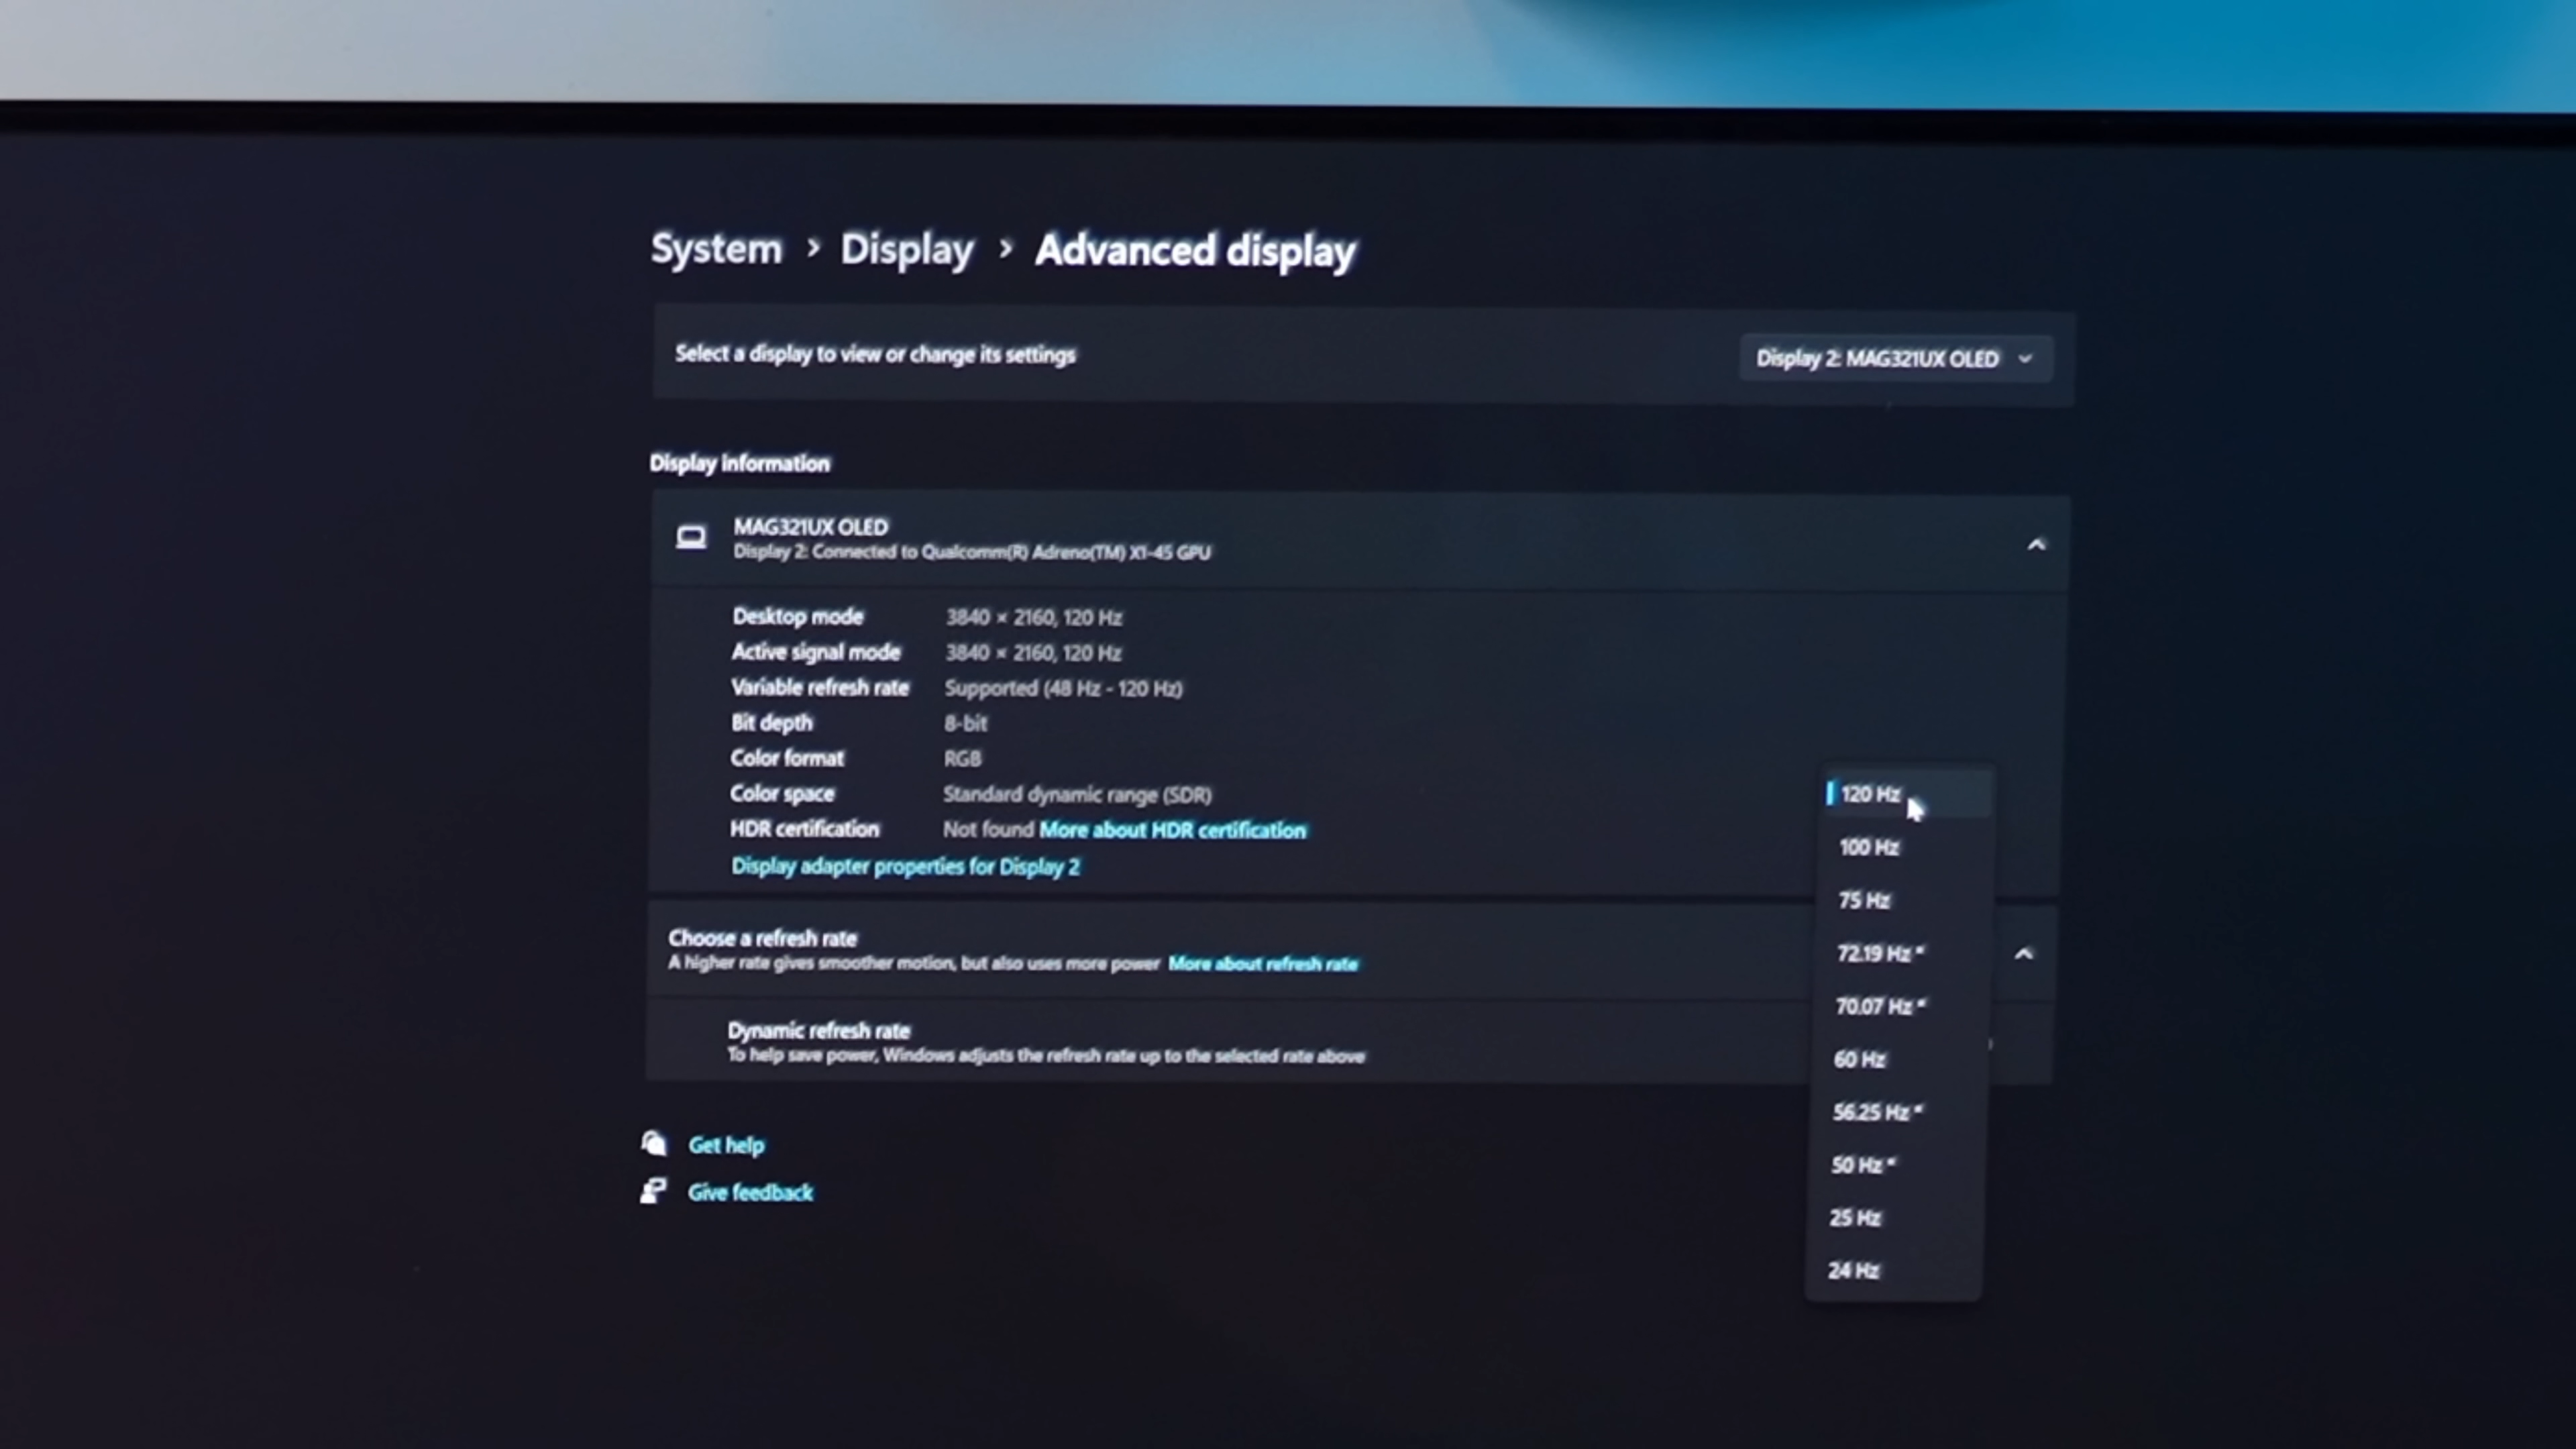 System > Display > Advanced display
Select a display to view or change its settings
Display 2: MAG321UX OLED
Display information
MAG321UX OLED
Display 2: Connected to Qualcomm(R) Adreno(TM) X1-45 GPU
Desktop mode 3840 × 2160, 120 Hz
Active signal mode 3840 × 2160, 120 Hz
Variable refresh rate Supported (48 Hz - 120 Hz)
Bit depth 8-bit
Color format RGB
Color space Standard dynamic range (SDR)
HDR certification Not found More about HDR certification
Display adapter properties for Display 2
Choose a refresh rate
A higher rate gives smoother motion, but also uses more power More about refresh rate
Dynamic refresh rate
To help save power, Windows adjusts the refresh rate up to the selected rate above
120 Hz
100 Hz
75 Hz
72.19 Hz *
70.07 Hz *
60 Hz
56.25 Hz *
50 Hz *
25 Hz
24 Hz
Get help
Give feedback